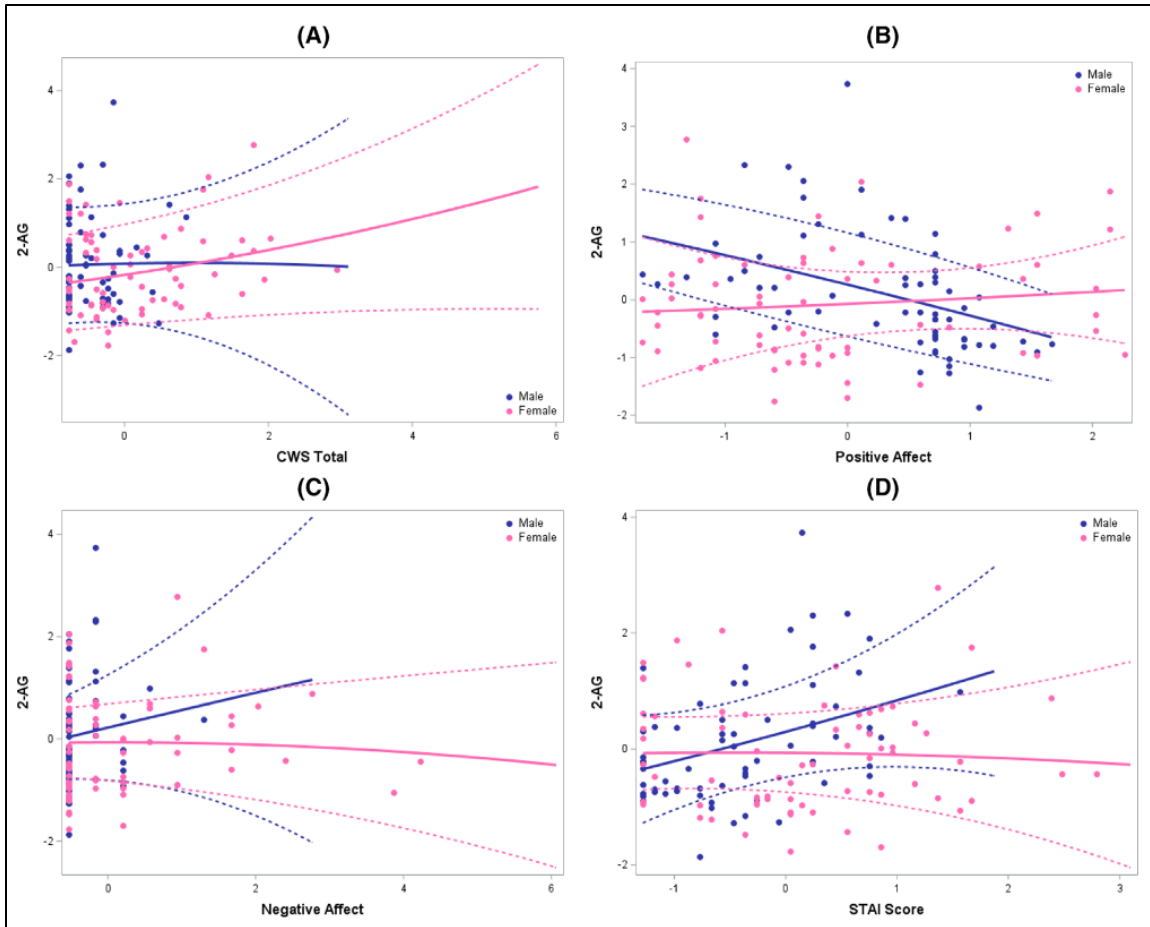 (A)
4
2
0
-2
2-AG
0
2
4
6
CWS Total
Male
Female
(B)
4
3
2
1
0
-1
-2
2-AG
-1
0
1
2
Positive Affect
Male
Female
(C)
4
2
0
-2
2-AG
0
2
4
6
Negative Affect
Male
Female
(D)
4
2
0
-2
2-AG
-1
0
1
2
3
STAI Score
Male
Female